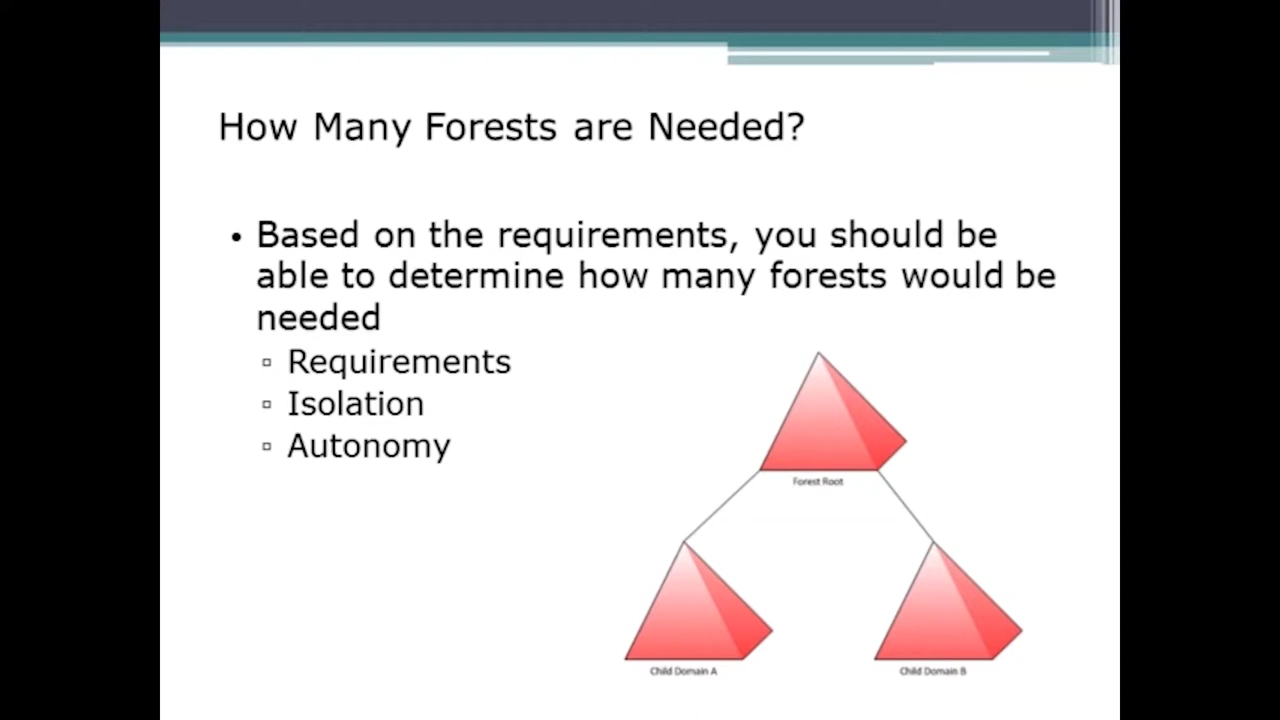 How Many Forests are Needed?
• Based on the requirements, you should be
able to determine how many forests would be
needed
▫ Requirements
▫ Isolation
▫ Autonomy
Forest Root
Child Domain A
Child Domain B